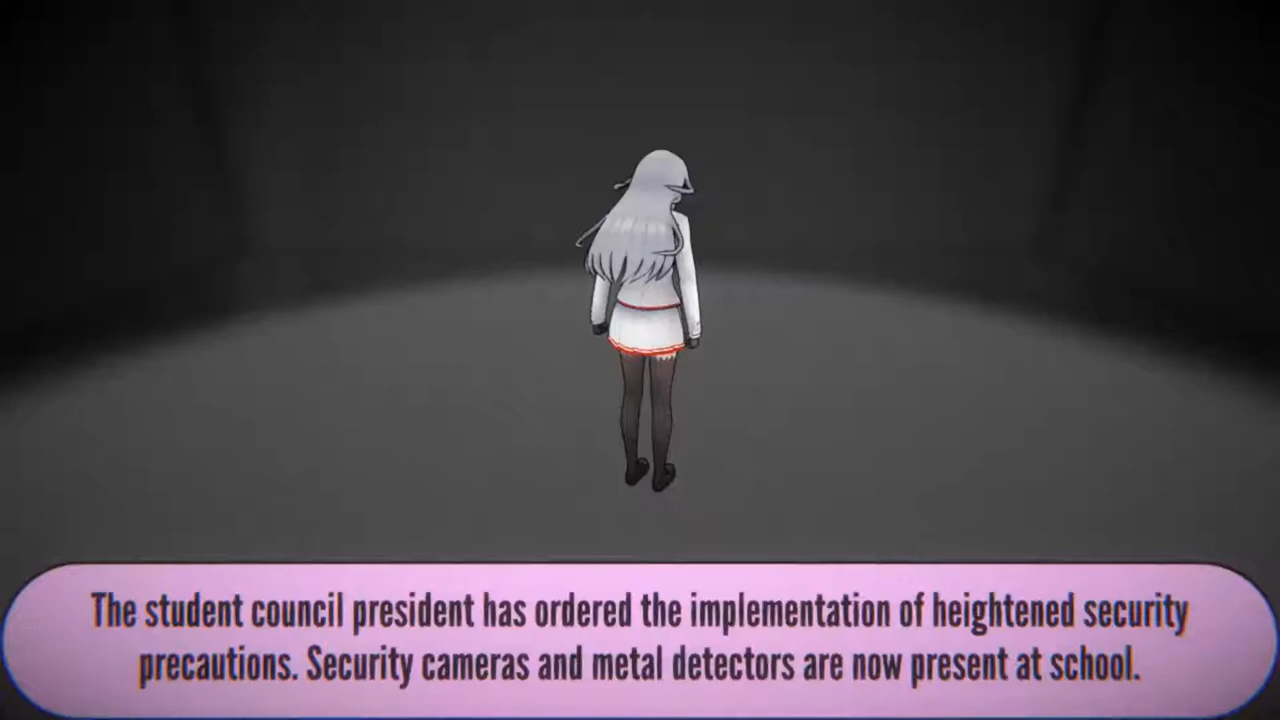 The student council president has ordered the implementation of heightened security
precautions. Security cameras and metal detectors are now present at school.